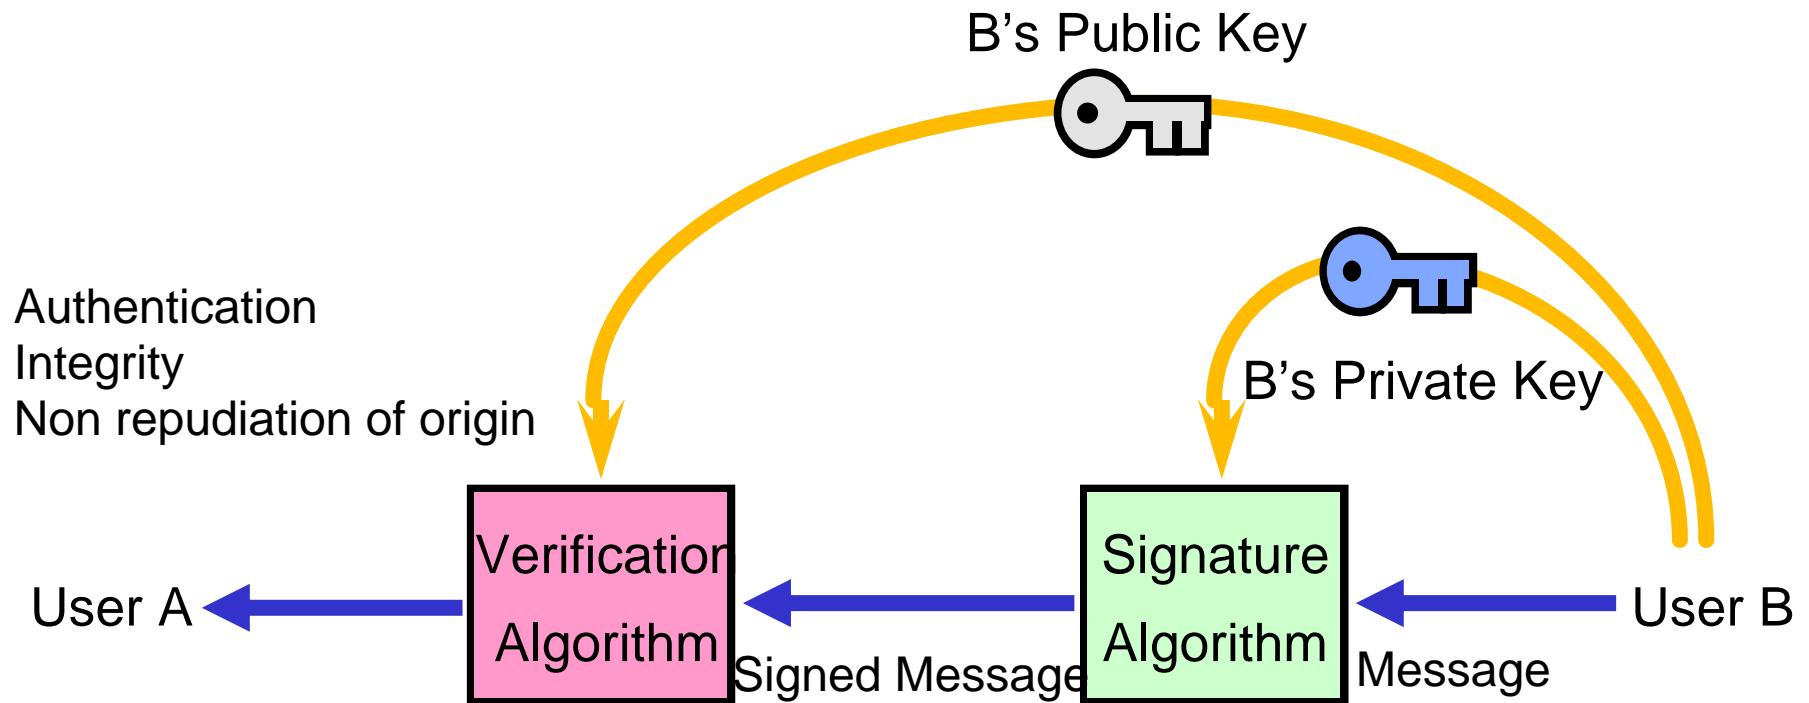 B’s Public Key
Authentication
Integrity
Non repudiation of origin
B’s Private Key
Verification
Algorithm
Signature
Algorithm
User A
User B
Signed Message
Message